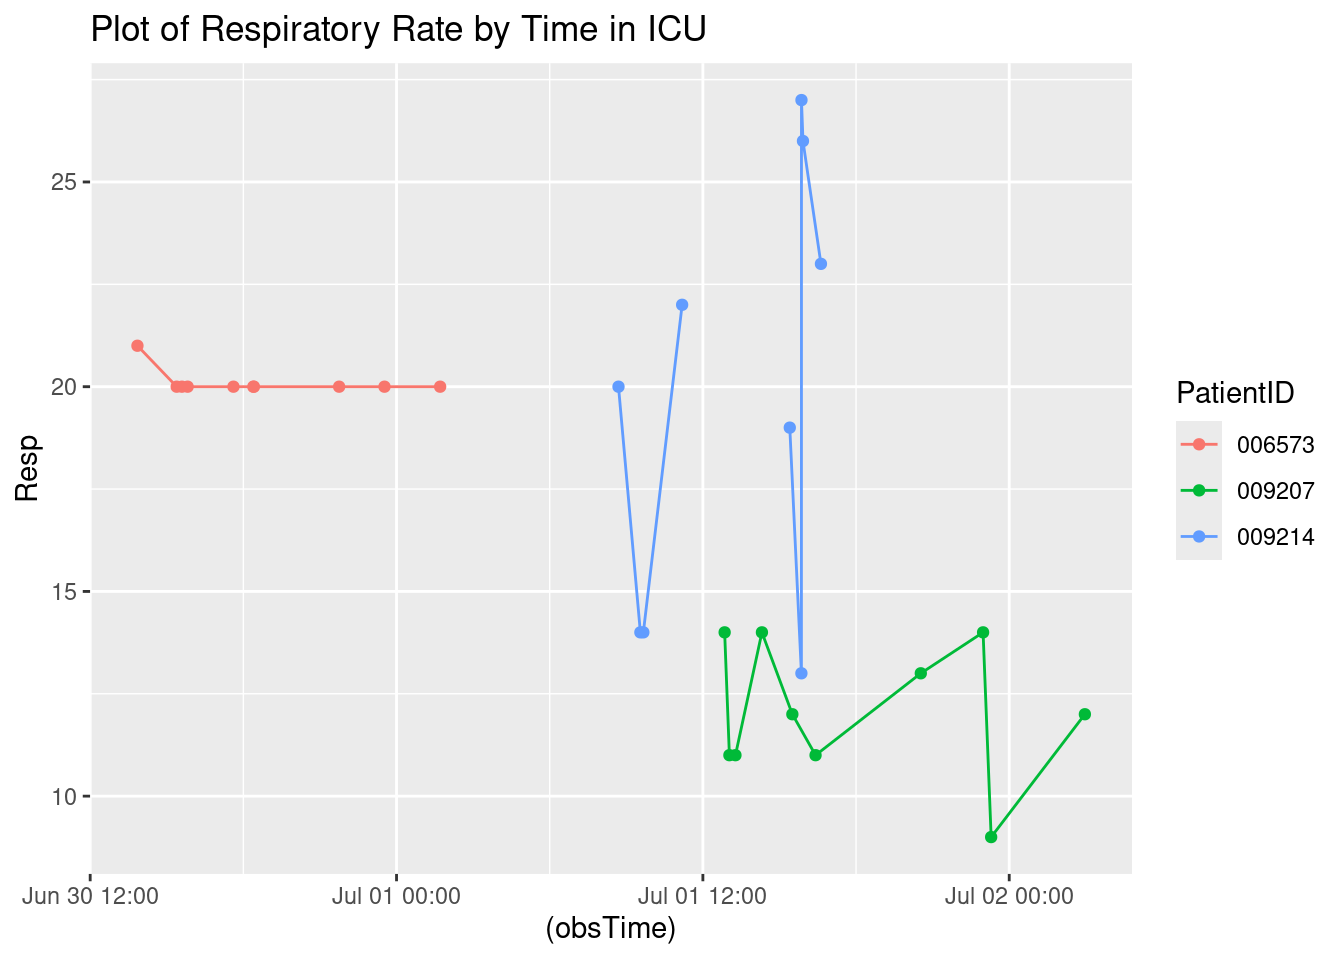 Plot of Respiratory Rate by Time in ICU
25
20
15
10
Resp
Jun 30 12:00
Jul 01 00:00
Jul 01 12:00
Jul 02 00:00
(obsTime)
PatientID
006573
009207
009214